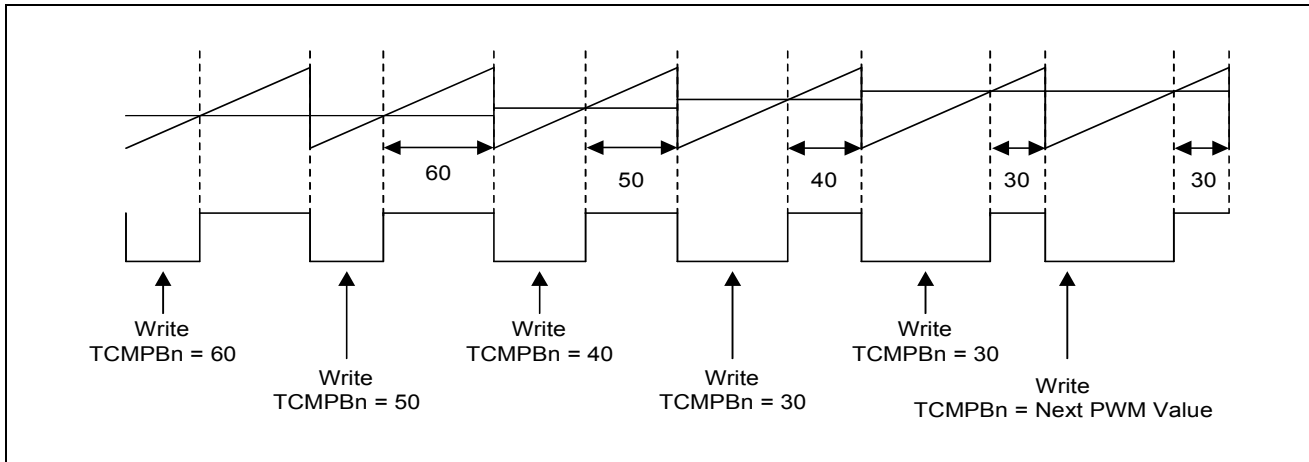 60
50
40
30
30
Write
TCMPBn = 60
Write
TCMPBn = 50
Write
TCMPBn = 40
Write
TCMPBn = 30
Write
TCMPBn = 30
Write
TCMPBn = Next PWM Value